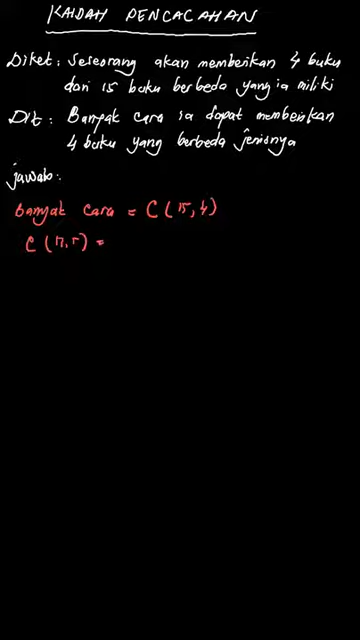 KAIDAH PENCACAHAN
Diket: Seseorang akan memberikan 4 buku
dari 15 buku berbeda yang ia miliki
Dit: Banyak cara ia dapat memberikan
4 buku yang berbeda jenisnya
jawab:
Banyak cara = C (15, 4)
C (n, r) =